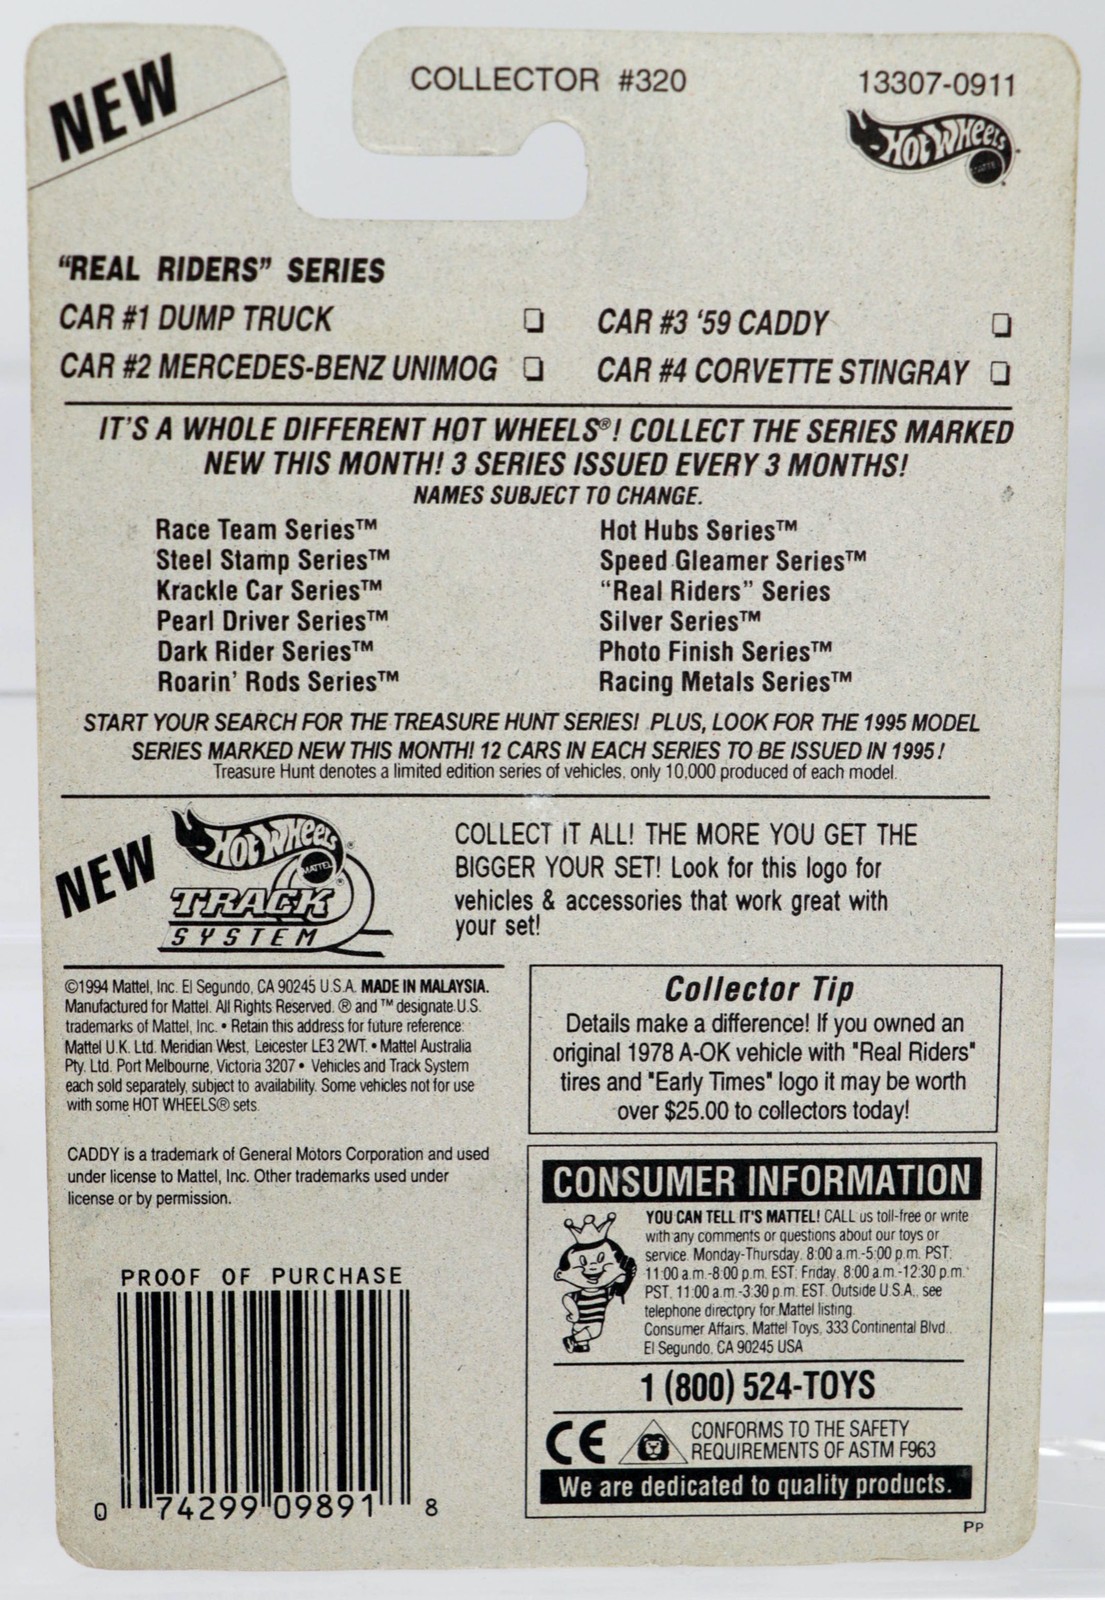 NEW
COLLECTOR #320
13307-0911
HOT WHEELS
MATTEL
"REAL RIDERS" SERIES
CAR #1 DUMP TRUCK ❏
CAR #3 '59 CADDY ❏
CAR #2 MERCEDES-BENZ UNIMOG ❏
CAR #4 CORVETTE STINGRAY ❏
IT'S A WHOLE DIFFERENT HOT WHEELS®! COLLECT THE SERIES MARKED
NEW THIS MONTH! 3 SERIES ISSUED EVERY 3 MONTHS!
NAMES SUBJECT TO CHANGE.
Race Team Series™
Steel Stamp Series™
Krackle Car Series™
Pearl Driver Series™
Dark Rider Series™
Roarin' Rods Series™
Hot Hubs Series™
Speed Gleamer Series™
"Real Riders" Series
Silver Series™
Photo Finish Series™
Racing Metals Series™
START YOUR SEARCH FOR THE TREASURE HUNT SERIES! PLUS, LOOK FOR THE 1995 MODEL
SERIES MARKED NEW THIS MONTH! 12 CARS IN EACH SERIES TO BE ISSUED IN 1995!
Treasure Hunt denotes a limited edition series of vehicles, only 10,000 produced of each model.
NEW
HOT WHEELS®
MATTEL®
TRACK
SYSTEM
COLLECT IT ALL! THE MORE YOU GET THE
BIGGER YOUR SET! Look for this logo for
vehicles & accessories that work great with
your set!
©1994 Mattel, Inc. El Segundo, CA 90245 U.S.A. MADE IN MALAYSIA.
Manufactured for Mattel. All Rights Reserved. ® and ™ designate U.S.
trademarks of Mattel, Inc. • Retain this address for future reference:
Mattel U.K. Ltd. Meridian West, Leicester LE3 2WT. • Mattel Australia
Pty. Ltd. Port Melbourne, Victoria 3207 • Vehicles and Track System
each sold separately, subject to availability. Some vehicles not for use
with some HOT WHEELS® sets.
CADDY is a trademark of General Motors Corporation and used
under license to Mattel, Inc. Other trademarks used under
license or by permission.
PROOF OF PURCHASE
0 74299 09891 8
Collector Tip
Details make a difference! If you owned an
original 1978 A-OK vehicle with "Real Riders"
tires and "Early Times" logo it may be worth
over $25.00 to collectors today!
CONSUMER INFORMATION
YOU CAN TELL IT'S MATTEL! CALL us toll-free or write
with any comments or questions about our toys or
service. Monday-Thursday, 8:00 a.m.-5:00 p.m. PST,
11:00 a.m.-8:00 p.m. EST; Friday, 8:00 a.m.-12:30 p.m.
PST, 11:00 a.m.-3:30 p.m. EST. Outside U.S.A., see
telephone directory for Mattel listing.
Consumer Affairs, Mattel Toys, 333 Continental Blvd.,
El Segundo, CA 90245 USA
1 (800) 524-TOYS
CE
CONFORMS TO THE SAFETY
REQUIREMENTS OF ASTM F963
We are dedicated to quality products.
PP